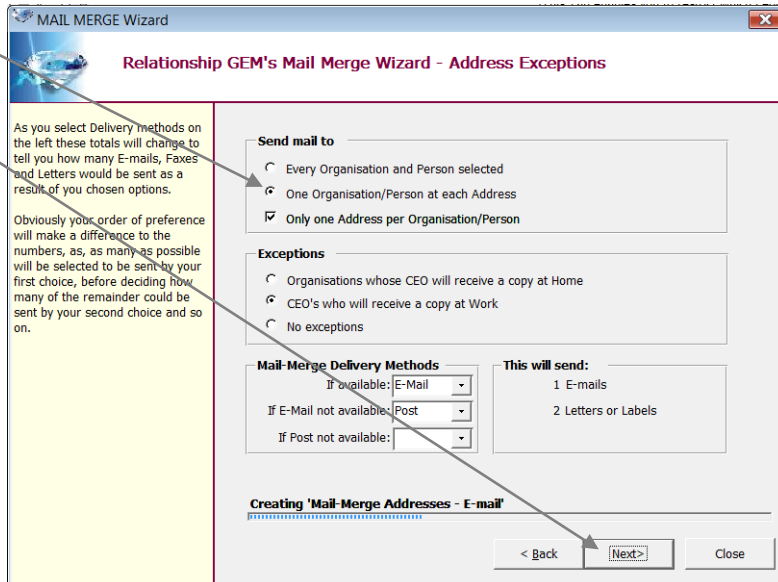 MAIL MERGE Wizard
Relationship GEM's Mail Merge Wizard - Address Exceptions
As you select Delivery methods on
the left these totals will change to
tell you how many E-mails, Faxes
and Letters would be sent as a
result of you chosen options.
Obviously your order of preference
will make a difference to the
numbers, as, as many as possible
will be selected to be sent by your
first choice, before deciding how
many of the remainder could be
sent by your second choice and so
on.
Send mail to
Every Organisation and Person selected
One Organisation/Person at each Address
Only one Address per Organisation/Person
Exceptions
Organisations whose CEO will receive a copy at Home
CEO's who will receive a copy at Work
No exceptions
Mail-Merge Delivery Methods
If available: E-Mail
If E-Mail not available: Post
If Post not available:
This will send:
1 E-mails
2 Letters or Labels
Creating 'Mail-Merge Addresses - E-mail'
< Back
Next>
Close